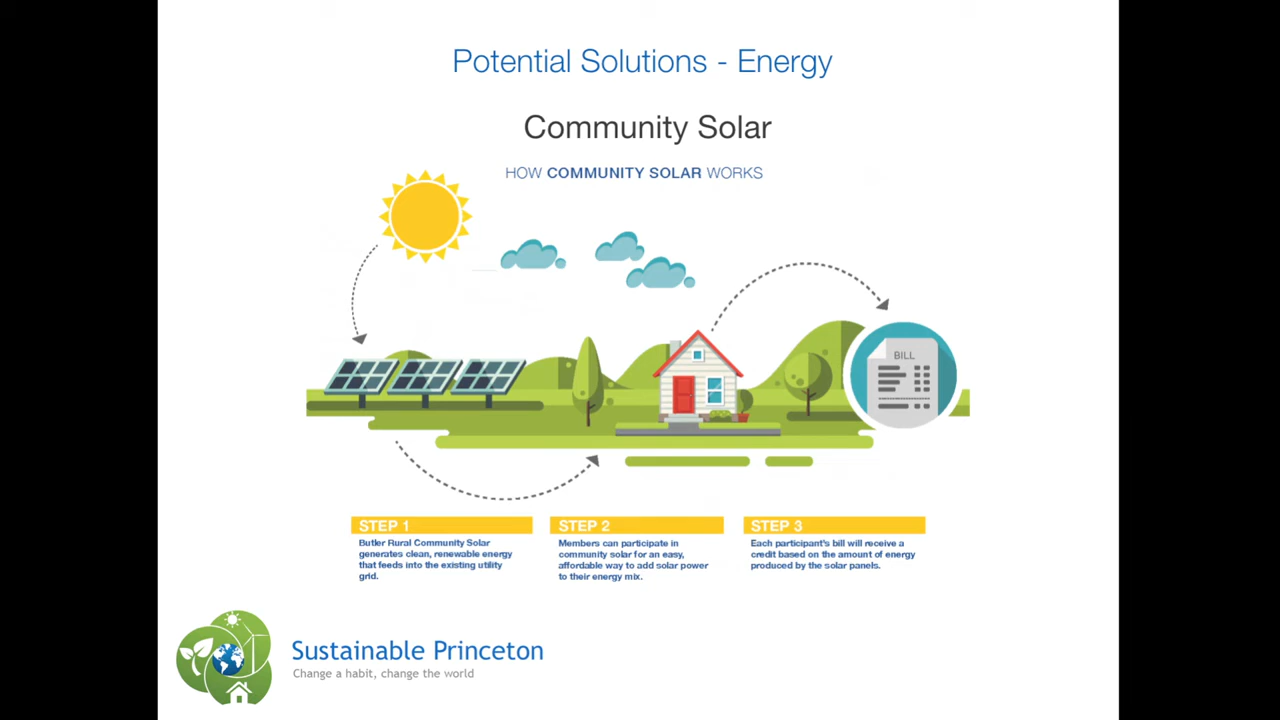 Potential Solutions - Energy
Community Solar
HOW COMMUNITY SOLAR WORKS
BILL
STEP 1
Butler Rural Community Solar
generates clean, renewable energy
that feeds into the existing utility
grid.
STEP 2
Members can participate in
community solar for an easy,
affordable way to add solar power
to their energy mix.
STEP 3
Each participant's bill will receive a
credit based on the amount of energy
produced by the solar panels.
Sustainable Princeton
Change a habit, change the world